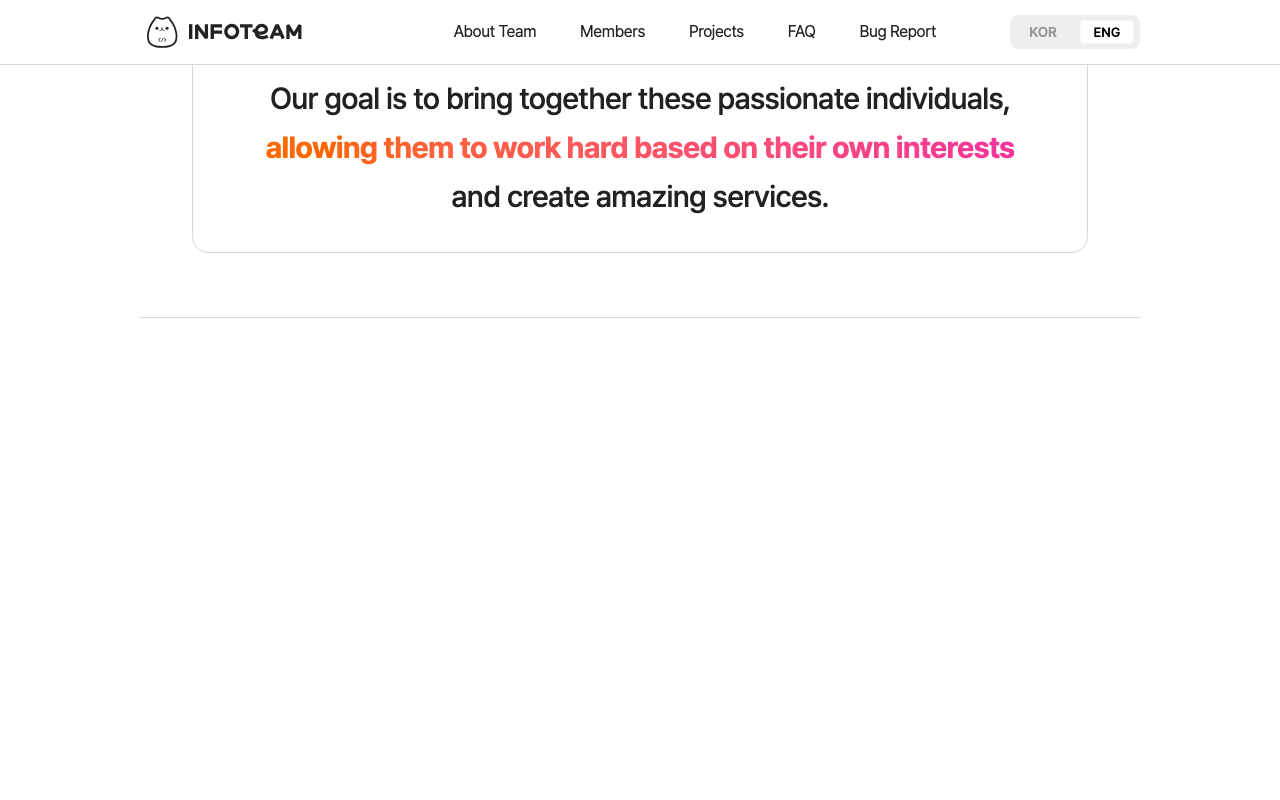 INFOTEAM
About Team
Members
Projects
FAQ
Bug Report
KOR
ENG
Our goal is to bring together these passionate individuals,
allowing them to work hard based on their own interests
and create amazing services.